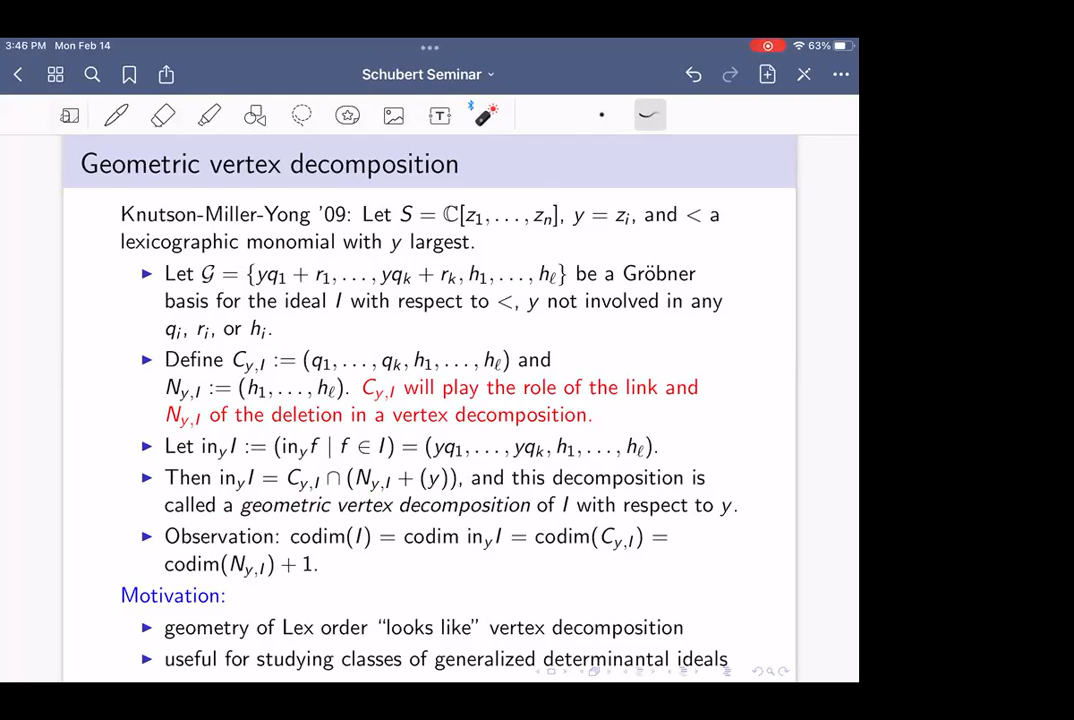 3:46 PM Mon Feb 14
63%
Schubert Seminar
T
Geometric vertex decomposition
Knutson-Miller-Yong '09: Let S = ℂ[z₁, . . . , zₙ], y = zᵢ, and < a
lexicographic monomial with y largest.
▶ Let 𝒢 = {yq₁ + r₁, . . . , yqₖ + rₖ, h₁, . . . , h_ℓ} be a Gröbner
basis for the ideal I with respect to <, y not involved in any
qᵢ, rᵢ, or hᵢ.
▶ Define C_{y,I} := (q₁, . . . , qₖ, h₁, . . . , h_ℓ) and
N_{y,I} := (h₁, . . . , h_ℓ). C_{y,I} will play the role of the link and
N_{y,I} of the deletion in a vertex decomposition.
▶ Let in_y I := (in_y f | f ∈ I) = (yq₁, . . . , yqₖ, h₁, . . . , h_ℓ).
▶ Then in_y I = C_{y,I} ∩ (N_{y,I} + (y)), and this decomposition is
called a geometric vertex decomposition of I with respect to y.
▶ Observation: codim(I) = codim in_y I = codim(C_{y,I}) =
codim(N_{y,I}) + 1.
Motivation:
▶ geometry of Lex order “looks like” vertex decomposition
▶ useful for studying classes of generalized determinantal ideals